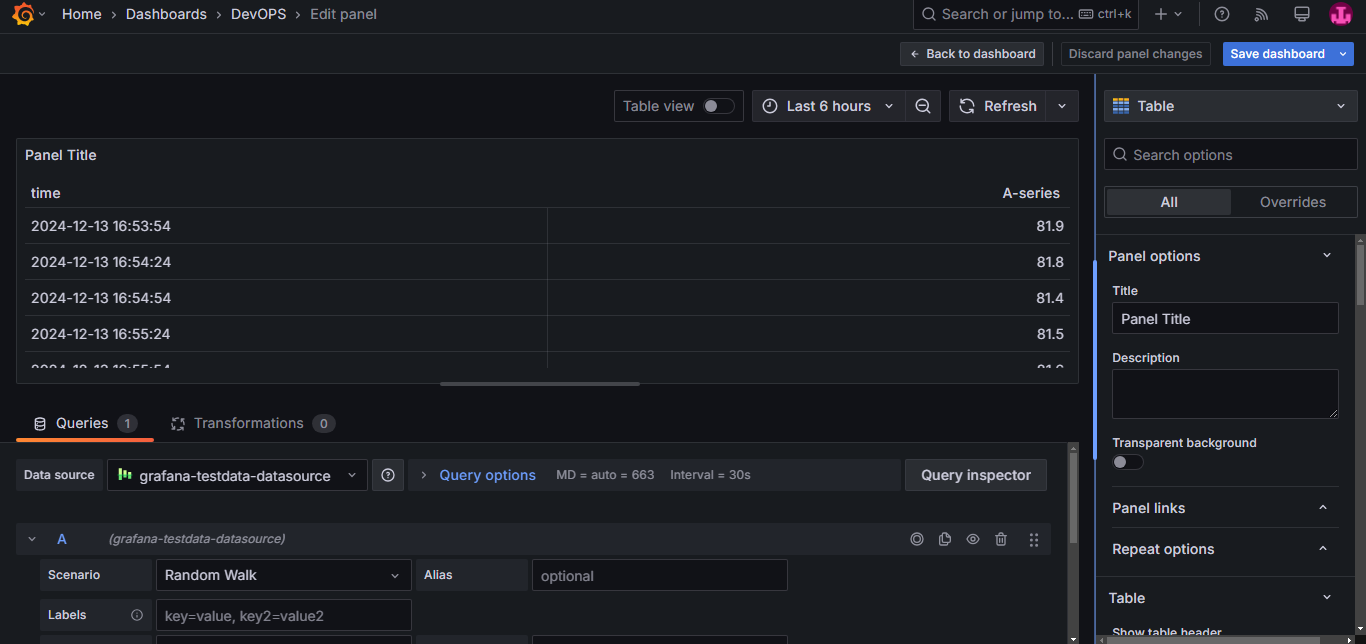 Home › Dashboards › DevOPS › Edit panel
Search or jump to... ctrl+k
Back to dashboard
Discard panel changes
Save dashboard
Table view
Last 6 hours
Refresh
Panel Title
time A-series
2024-12-13 16:53:54 81.9
2024-12-13 16:54:24 81.8
2024-12-13 16:54:54 81.4
2024-12-13 16:55:24 81.5
Queries 1
Transformations 0
Data source
grafana-testdata-datasource
› Query options MD = auto = 663 Interval = 30s
Query inspector
A (grafana-testdata-datasource)
Scenario Random Walk Alias optional
Labels key=value, key2=value2
Table
Search options
All Overrides
Panel options
Title
Panel Title
Description
Transparent background
Panel links
Repeat options
Table
Show table header